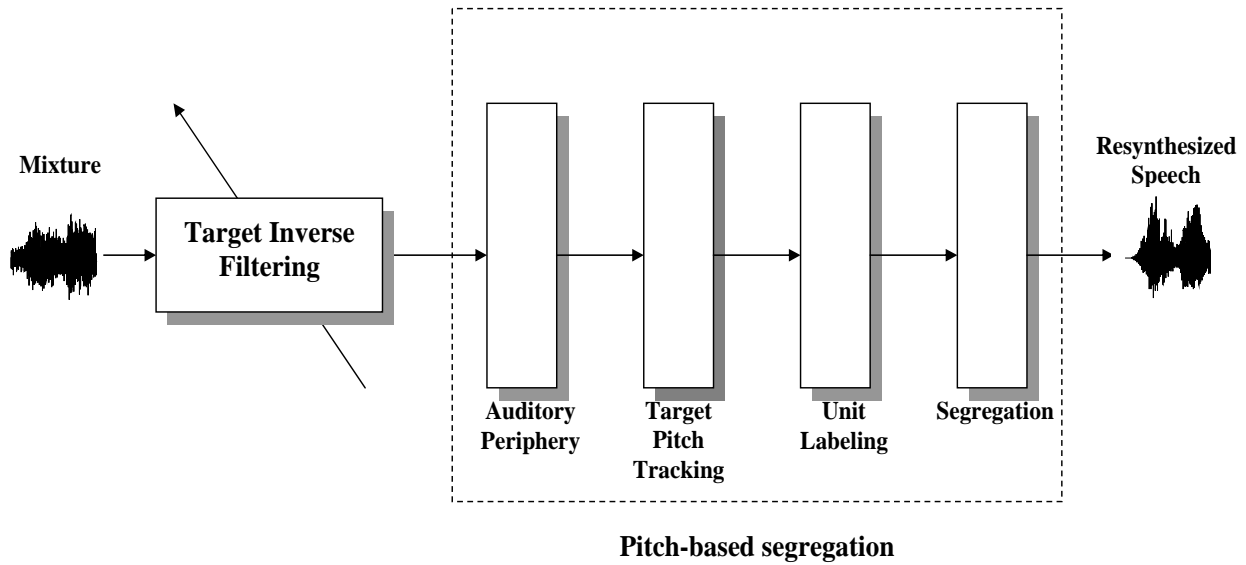 Mixture
Target Inverse
Filtering
Auditory
Periphery
Target
Pitch
Tracking
Unit
Labeling
Segregation
Resynthesized
Speech
Pitch-based segregation